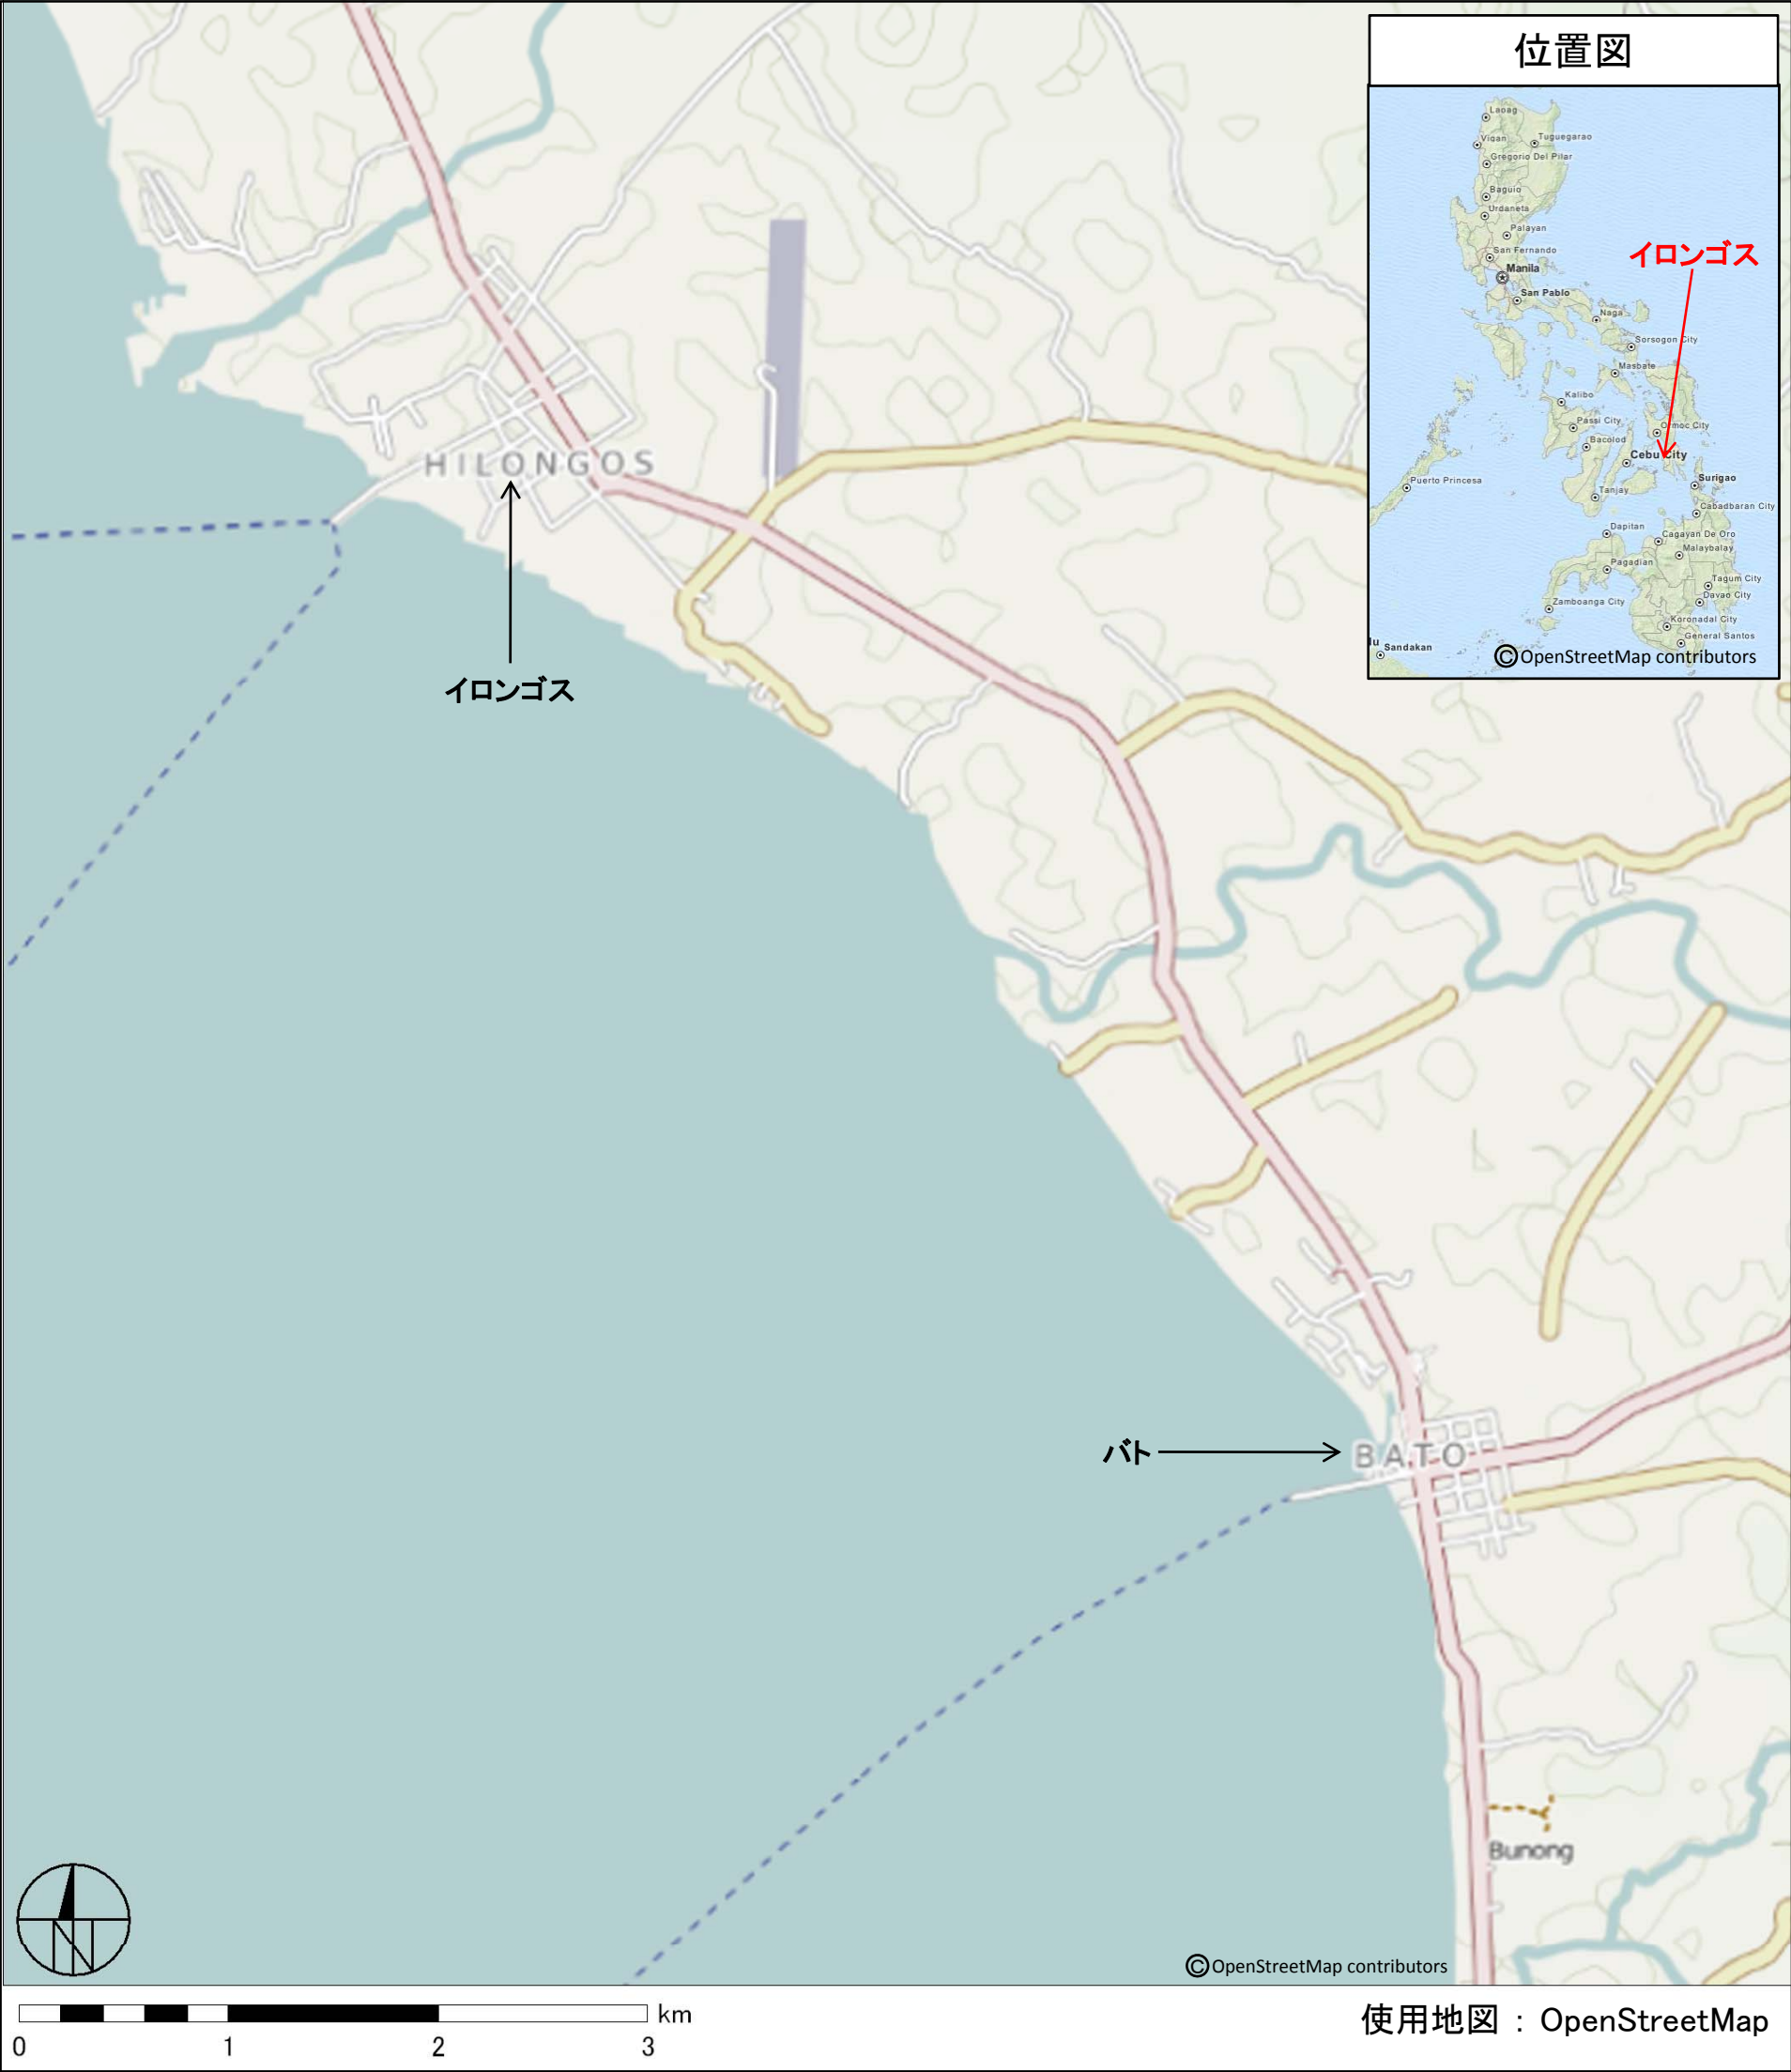 位置図
Laoag
Vigan
Tuguegarao
Gregorio Del Pilar
Baguio
Urdaneta
Palayan
San Fernando
イロンゴス
Manila
San Pablo
Naga
Sorsogon City
Masbate
Kalibo
Passi City
Ormoc City
Bacolod
Cebu City
Puerto Princesa
Surigao
Tanjay
Cabadbaran City
Dapitan
Cagayan De Oro
Malaybalay
Pagadian
Tagum City
Davao City
Zamboanga City
Koronadal City
General Santos
lu
Sandakan
©OpenStreetMap contributors
HILONGOS
イロンゴス
バト
BATO
Bunong
N
©OpenStreetMap contributors
km
0 1 2 3
使用地図 : OpenStreetMap